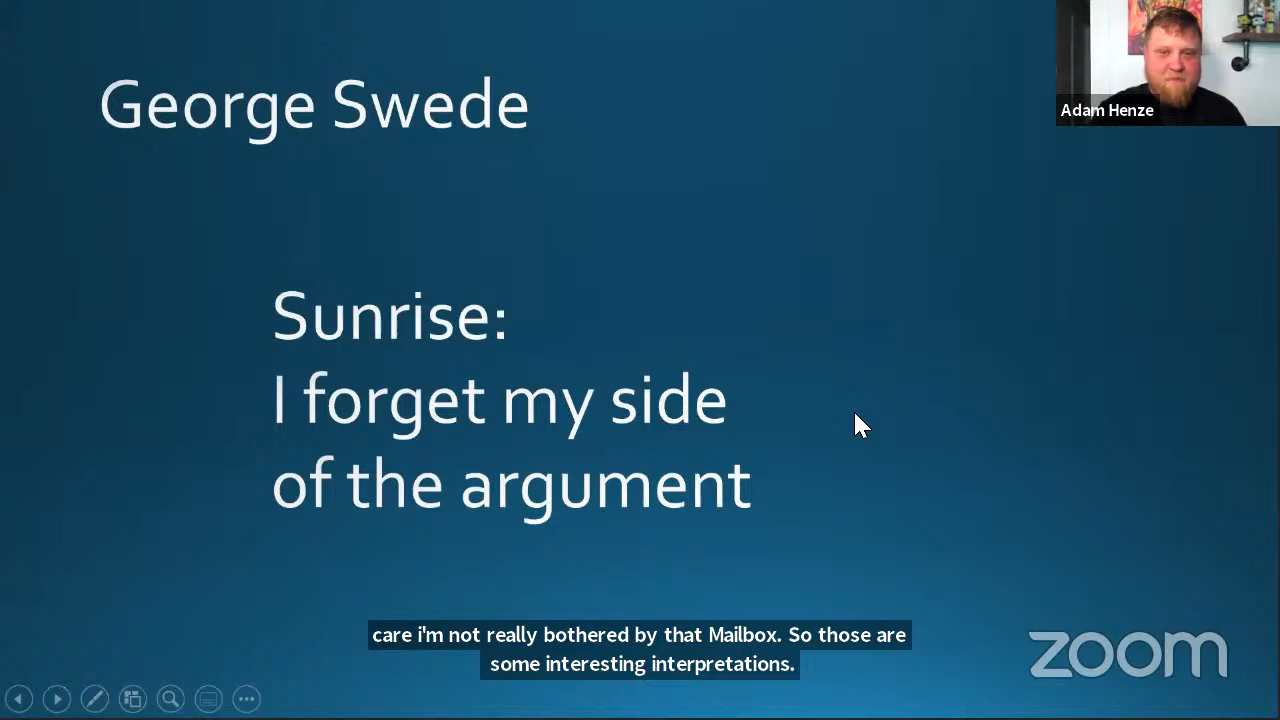 George Swede
Adam Henze
Sunrise:
I forget my side
of the argument
care i'm not really bothered by that Mailbox. So those are
some interesting interpretations.
zoom